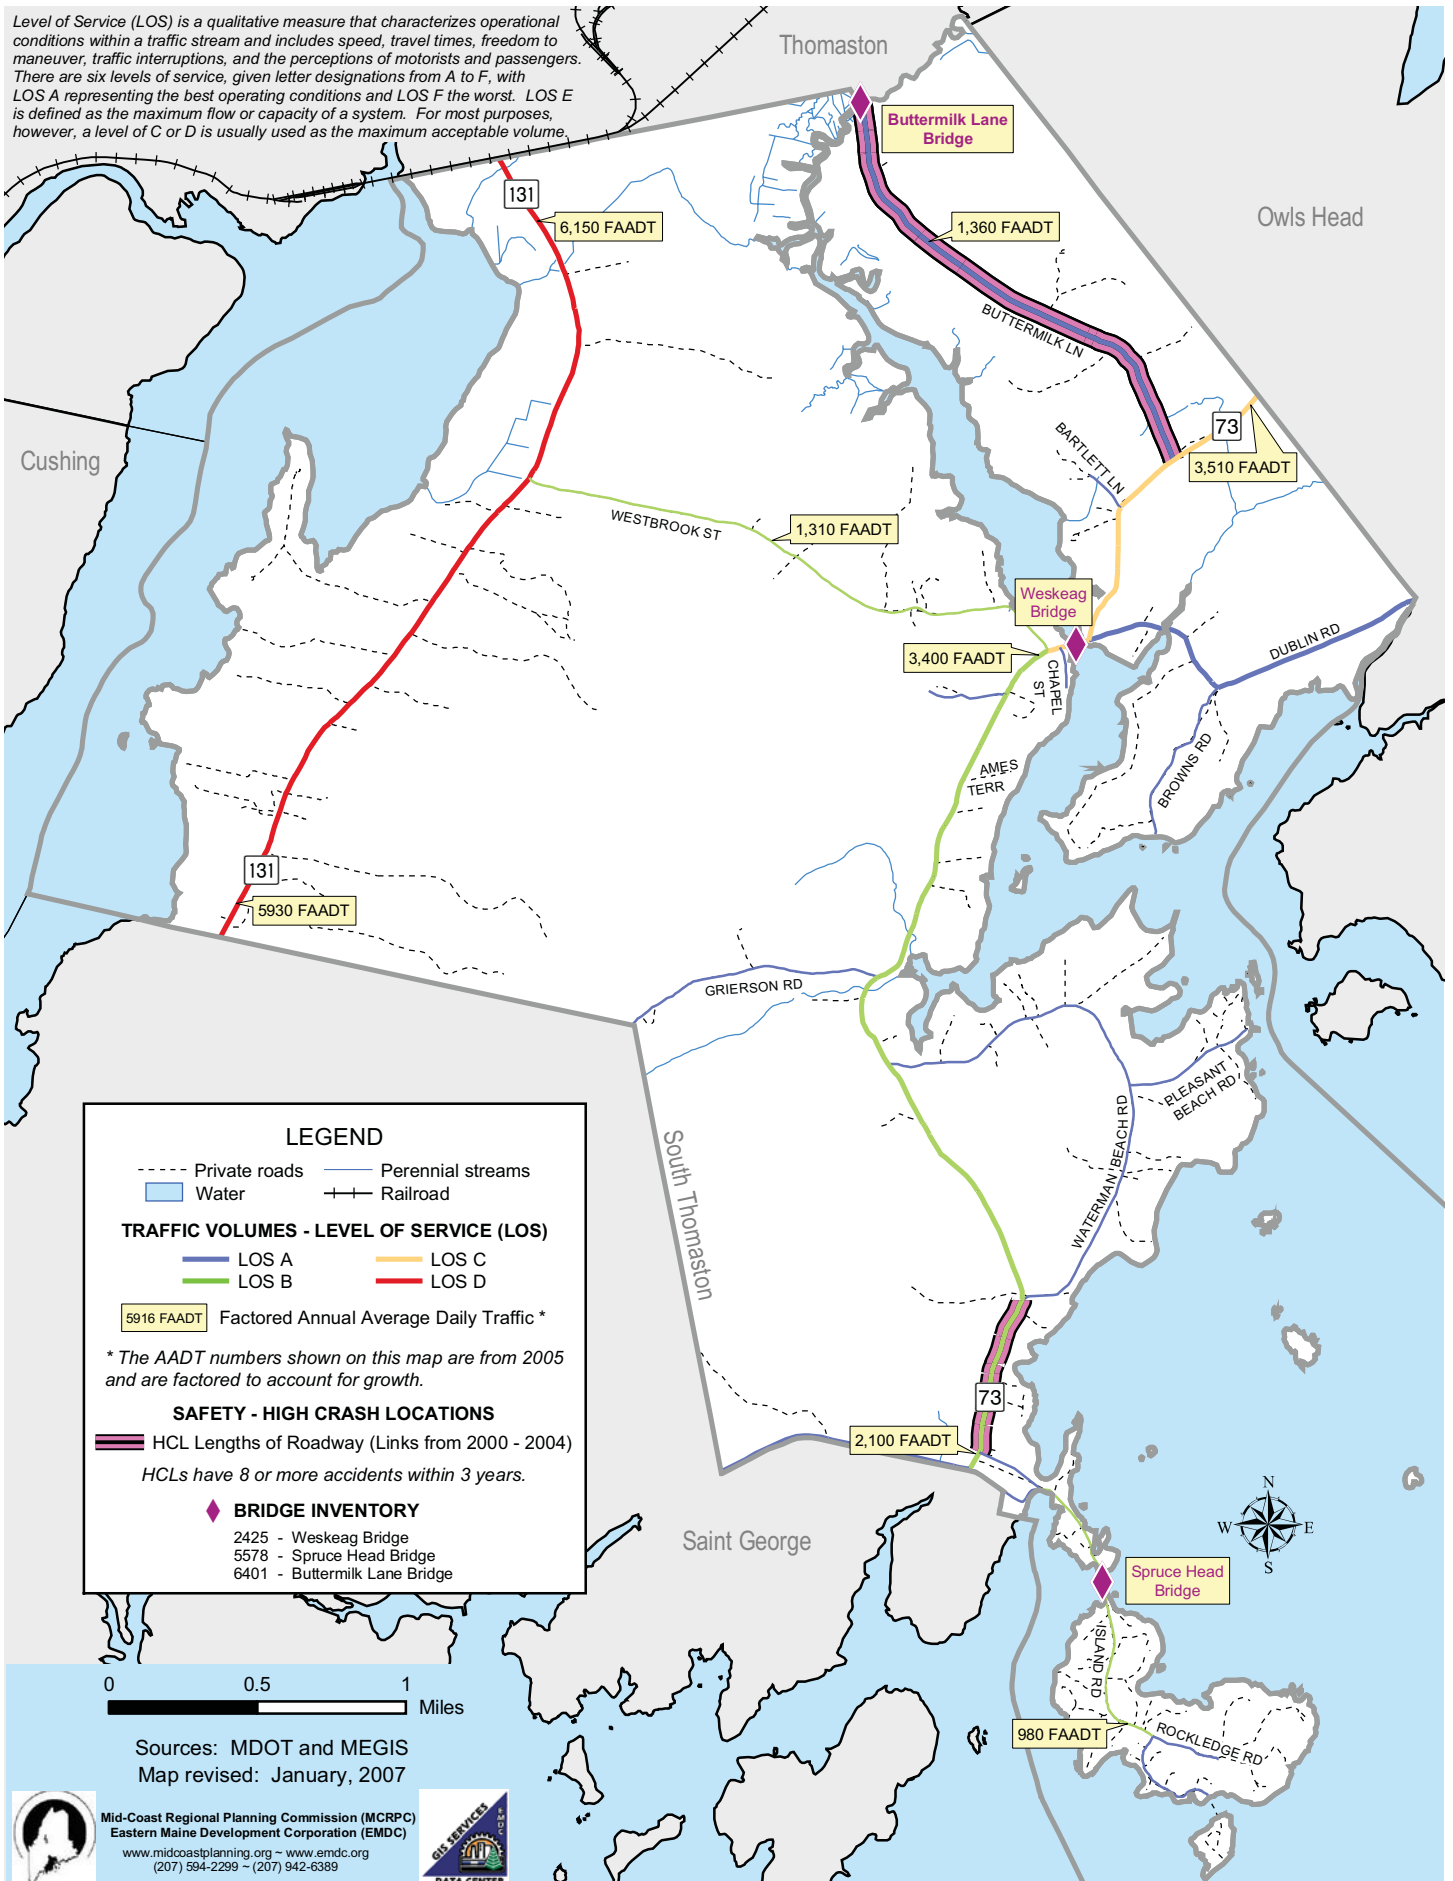 Level of Service (LOS) is a qualitative measure that characterizes operational
conditions within a traffic stream and includes speed, travel times, freedom to
maneuver, traffic interruptions, and the perceptions of motorists and passengers.
There are six levels of service, given letter designations from A to F, with
LOS A representing the best operating conditions and LOS F the worst. LOS E
is defined as the maximum flow or capacity of a system. For most purposes,
however, a level of C or D is usually used as the maximum acceptable volume.
Thomaston
Buttermilk Lane
Bridge
131
6,150 FAADT
1,360 FAADT
Owls Head
BUTTERMILK LN
Cushing
73
3,510 FAADT
BARTLETT LN
WESTBROOK ST
1,310 FAADT
Weskeag
Bridge
3,400 FAADT
CHAPEL
ST
DUBLIN RD
BROWNS RD
AMES
TERR
131
5930 FAADT
GRIERSON RD
PLEASANT
BEACH RD
WATERMAN BEACH RD
South Thomaston
73
2,100 FAADT
Saint George
N
W
E
S
Spruce Head
Bridge
ISLAND RD
980 FAADT
ROCKLEDGE RD
LEGEND
Private roads
Perennial streams
Water
Railroad
TRAFFIC VOLUMES - LEVEL OF SERVICE (LOS)
LOS A
LOS C
LOS B
LOS D
5916 FAADT
Factored Annual Average Daily Traffic *
* The AADT numbers shown on this map are from 2005
and are factored to account for growth.
SAFETY - HIGH CRASH LOCATIONS
HCL Lengths of Roadway (Links from 2000 - 2004)
HCLs have 8 or more accidents within 3 years.
BRIDGE INVENTORY
2425 - Weskeag Bridge
5578 - Spruce Head Bridge
6401 - Buttermilk Lane Bridge
0
0.5
1
Miles
Sources: MDOT and MEGIS
Map revised: January, 2007
Mid-Coast Regional Planning Commission (MCRPC)
Eastern Maine Development Corporation (EMDC)
www.midcoastplanning.org ~ www.emdc.org
(207) 594-2299 ~ (207) 942-6389
GIS SERVICES
EMDC
DATA CENTER